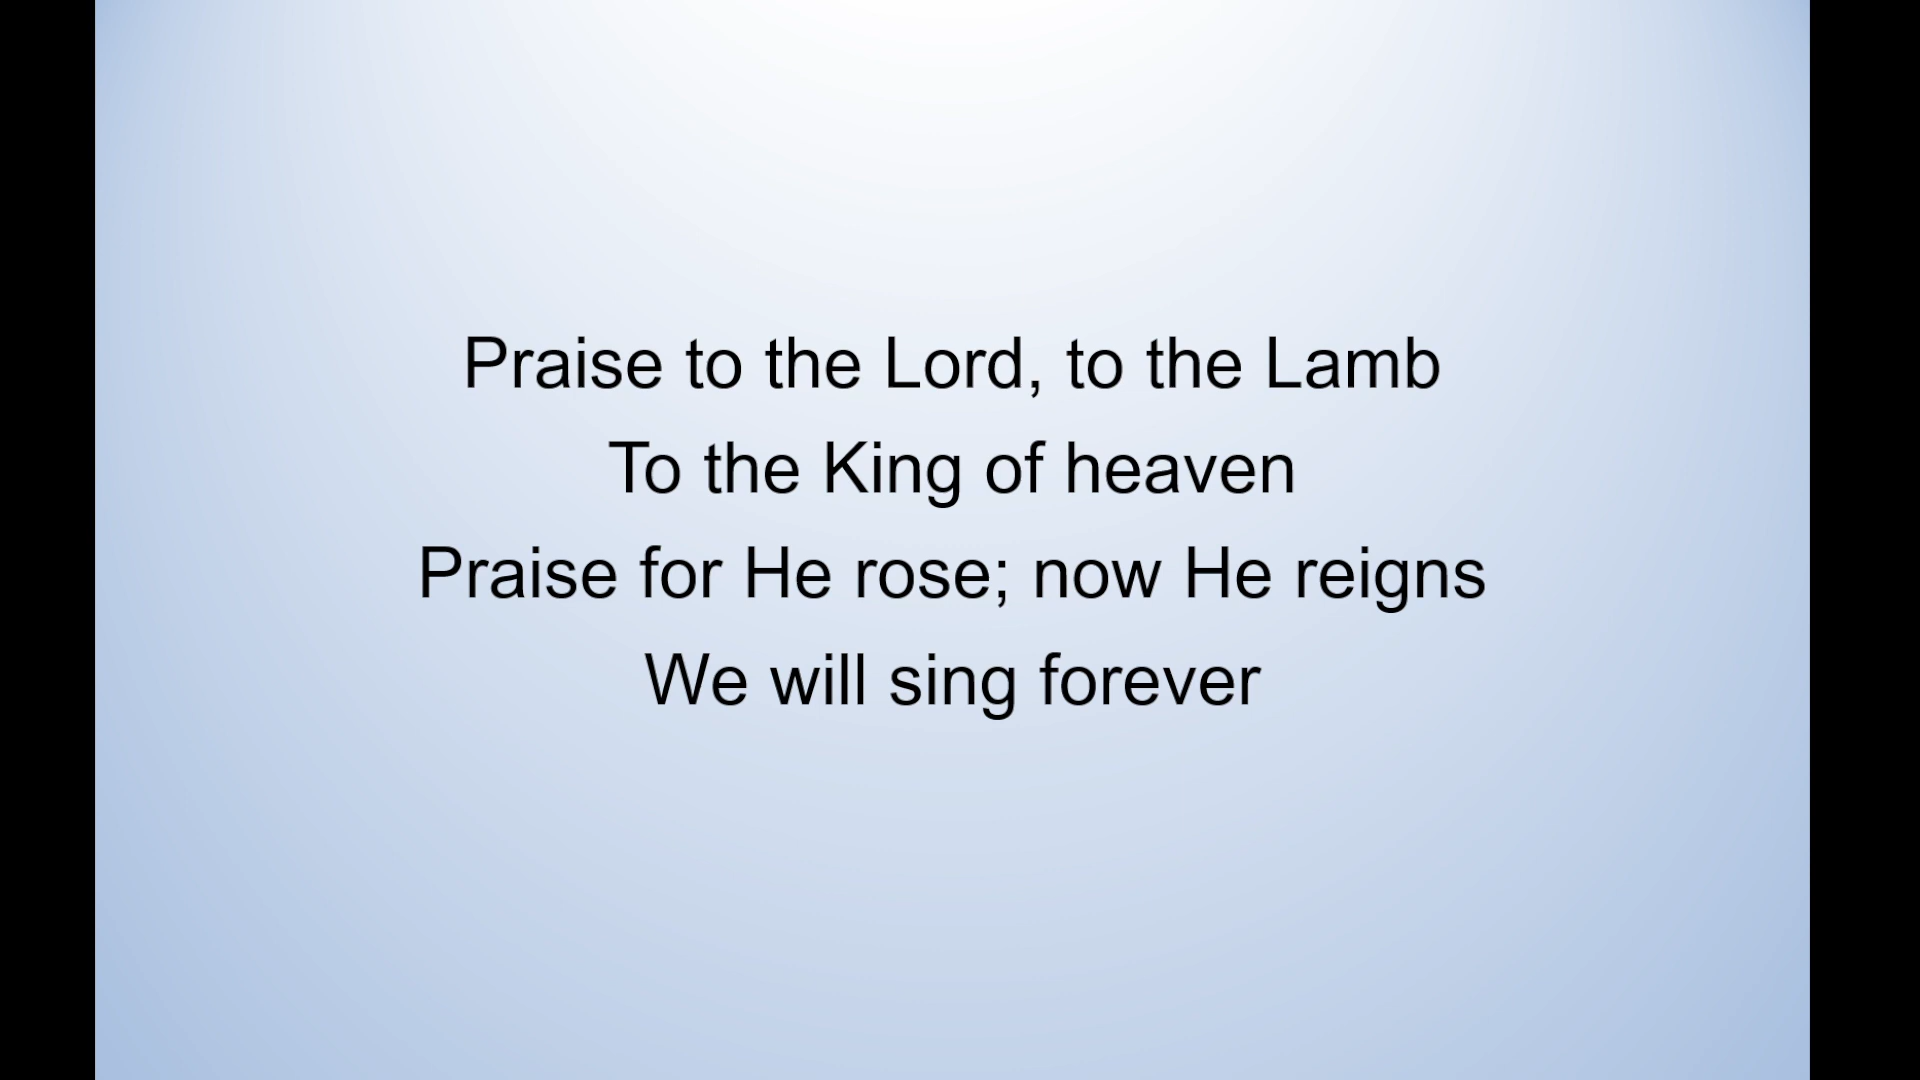 Praise to the Lord, to the Lamb
To the King of heaven
Praise for He rose; now He reigns
We will sing forever